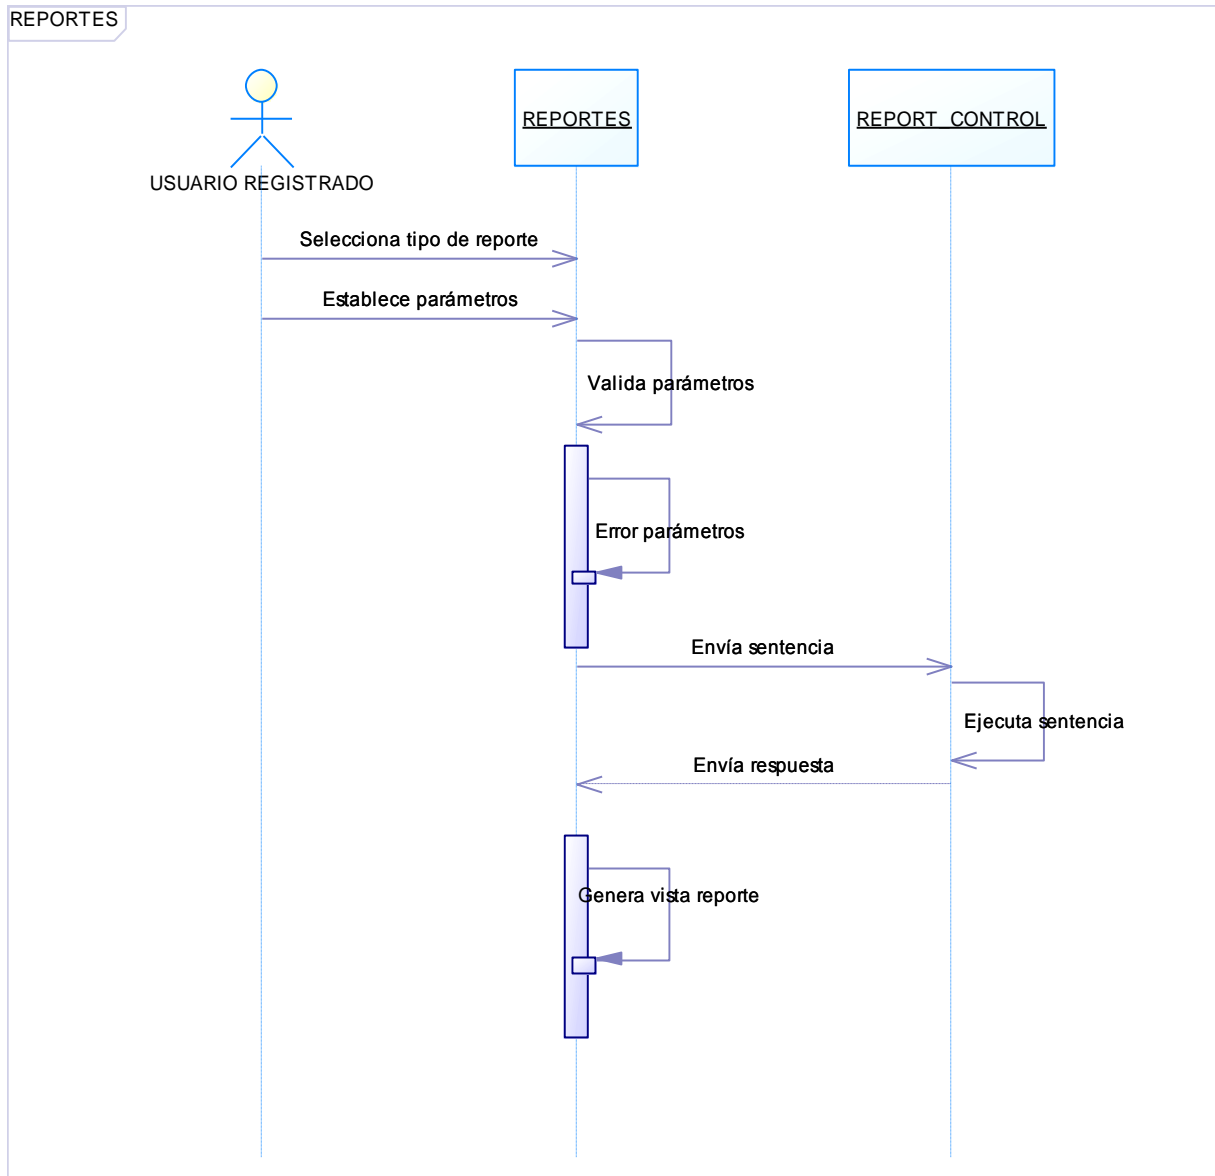 REPORTES
REPORTES
REPORT_CONTROL
USUARIO REGISTRADO
Selecciona tipo de reporte
Establece parámetros
Valida parámetros
Error parámetros
Envía sentencia
Ejecuta sentencia
Envía respuesta
Genera vista reporte